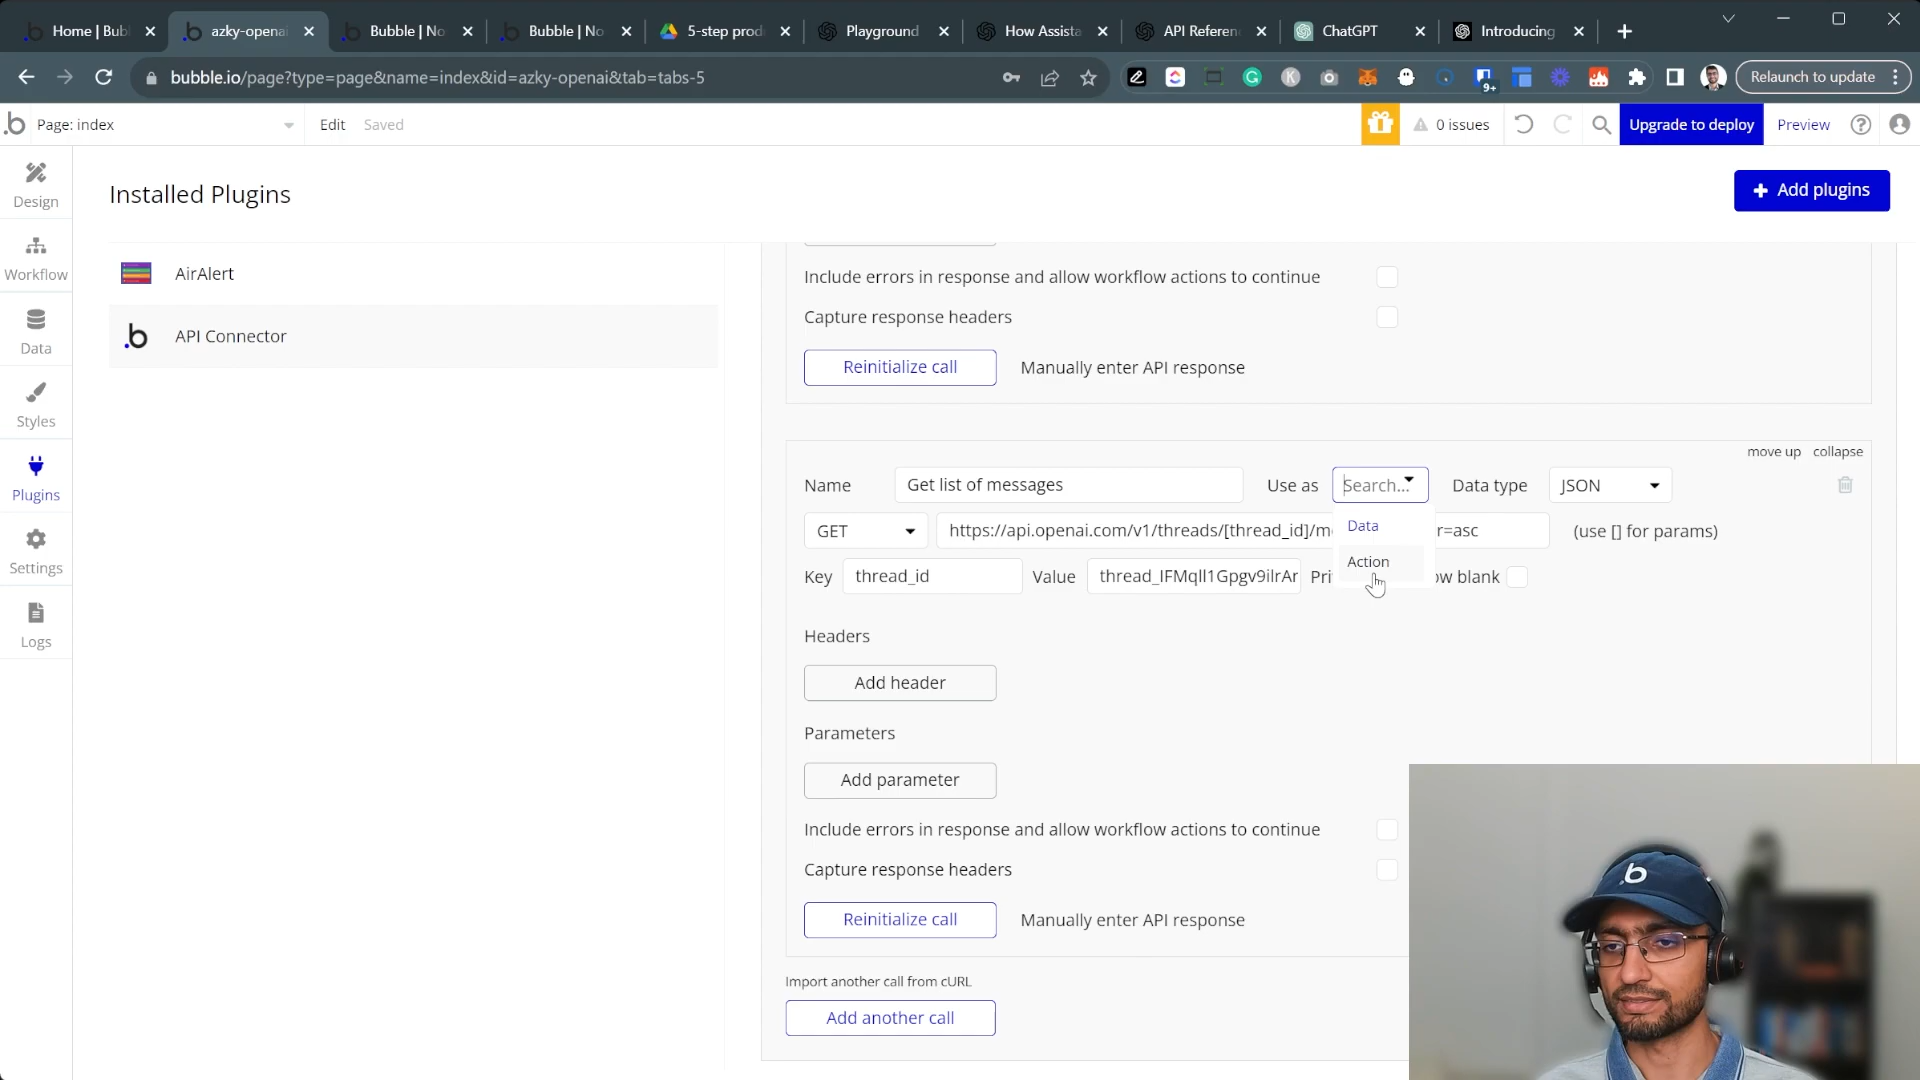 Home | Bub
azky-openai
Bubble | No
Bubble | No
5-step prod
Playground
How Assista
API Referen
ChatGPT
Introducing
bubble.io/page?type=page&name=index&id=azky-openai&tab=tabs-5
9+
Relaunch to update
Page: index
Edit
Saved
0 issues
Upgrade to deploy
Preview
Design
Workflow
Data
Styles
Plugins
Settings
Logs
Installed Plugins
Add plugins
AirAlert
API Connector
Include errors in response and allow workflow actions to continue
Capture response headers
Reinitialize call
Manually enter API response
move up
collapse
Name
Get list of messages
Use as
Search...
Data type
JSON
Data
Action
GET
https://api.openai.com/v1/threads/[thread_id]/m
r=asc
(use [] for params)
Key
thread_id
Value
Pri
ow blank
Headers
Add header
Parameters
Add parameter
Include errors in response and allow workflow actions to continue
Capture response headers
Reinitialize call
Manually enter API response
Import another call from cURL
Add another call
.b